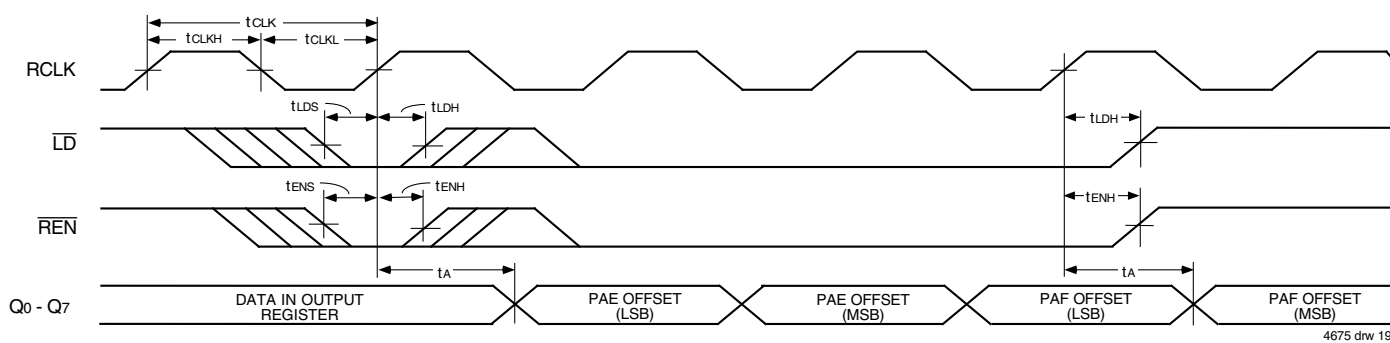 tCLK
tCLKH
tCLKL
RCLK
tLDS
tLDH
tLDH
LD
tENS
tENH
tENH
REN
tA
tA
Q0 - Q7
DATA IN OUTPUT
REGISTER
PAE OFFSET
(LSB)
PAE OFFSET
(MSB)
PAF OFFSET
(LSB)
PAF OFFSET
(MSB)
4675 drw 19